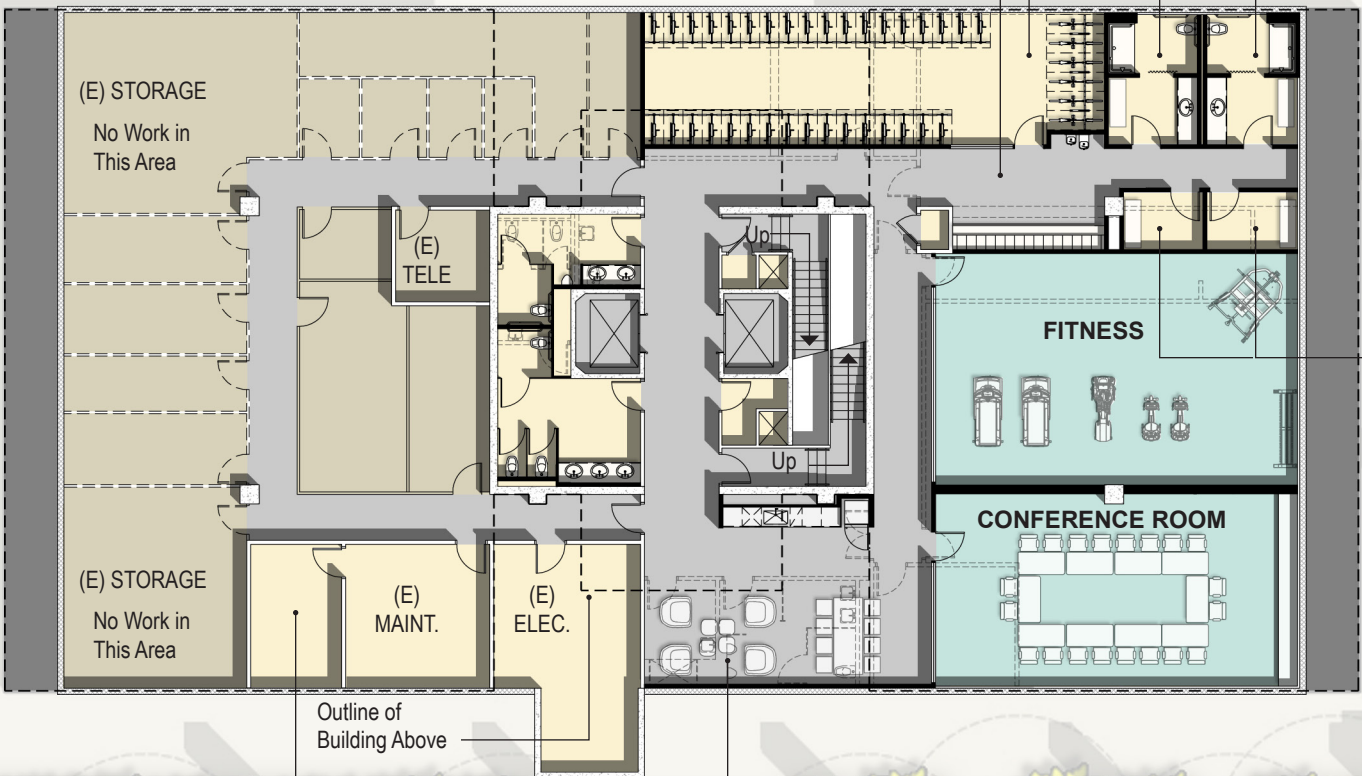 (E) STORAGE
No Work in
This Area
Up
(E)
TELE
FITNESS
Up
CONFERENCE ROOM
(E) STORAGE
No Work in
This Area
(E)
MAINT.
(E)
ELEC.
Outline of
Building Above